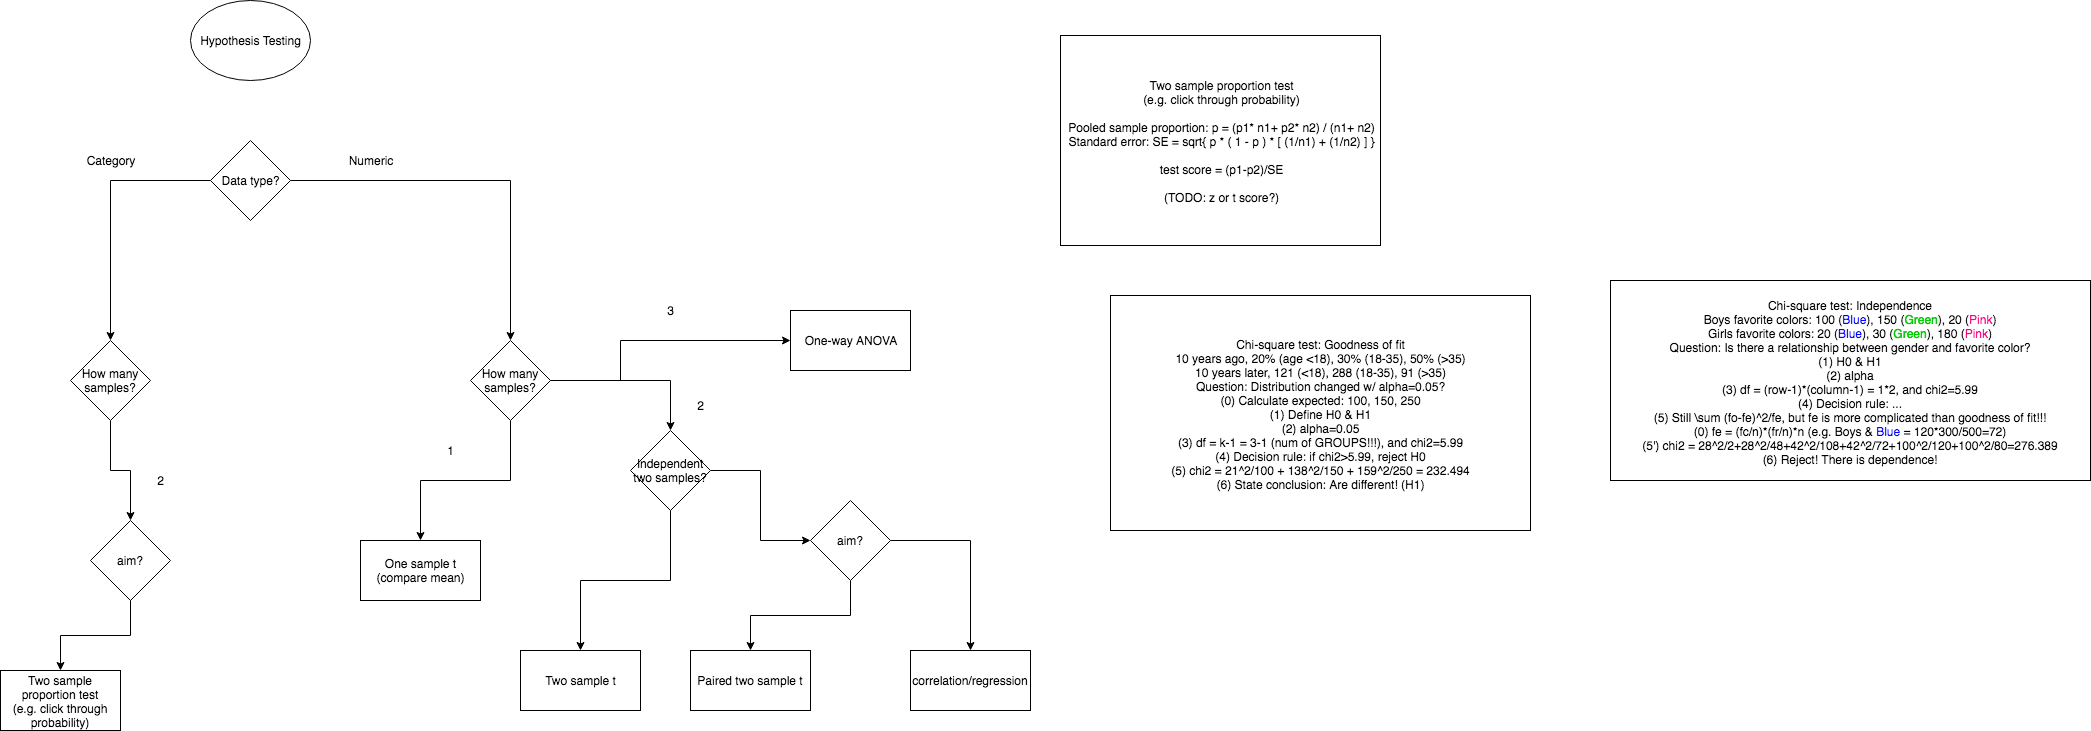 Hypothesis Testing
Category
Numeric
Data type?
How many
samples?
2
aim?
Two sample
proportion test
(e.g. click through
probability)
How many
samples?
1
One sample t
(compare mean)
3
One-way ANOVA
2
Independent
two samples?
Two sample t
aim?
Paired two sample t
correlation/regression
Two sample proportion test
(e.g. click through probability)
Pooled sample proportion: p = (p1* n1+ p2* n2) / (n1+ n2)
Standard error: SE = sqrt{ p * ( 1 - p ) * [ (1/n1) + (1/n2) ] }
test score = (p1-p2)/SE
(TODO: z or t score?)
Chi-square test: Goodness of fit
10 years ago, 20% (age <18), 30% (18-35), 50% (>35)
10 years later, 121 (<18), 288 (18-35), 91 (>35)
Question: Distribution changed w/ alpha=0.05?
(0) Calculate expected: 100, 150, 250
(1) Define H0 & H1
(2) alpha=0.05
(3) df = k-1 = 3-1 (num of GROUPS!!!), and chi2=5.99
(4) Decision rule: if chi2>5.99, reject H0
(5) chi2 = 21^2/100 + 138^2/150 + 159^2/250 = 232.494
(6) State conclusion: Are different! (H1)
Chi-square test: Independence
Boys favorite colors: 100 (Blue), 150 (Green), 20 (Pink)
Girls favorite colors: 20 (Blue), 30 (Green), 180 (Pink)
Question: Is there a relationship between gender and favorite color?
(1) H0 & H1
(2) alpha
(3) df = (row-1)*(column-1) = 1*2, and chi2=5.99
(4) Decision rule: ...
(5) Still \sum (fo-fe)^2/fe, but fe is more complicated than goodness of fit!!!
(0) fe = (fc/n)*(fr/n)*n (e.g. Boys & Blue = 120*300/500=72)
(5') chi2 = 28^2/2+28^2/48+42^2/108+42^2/72+100^2/120+100^2/80=276.389
(6) Reject! There is dependence!